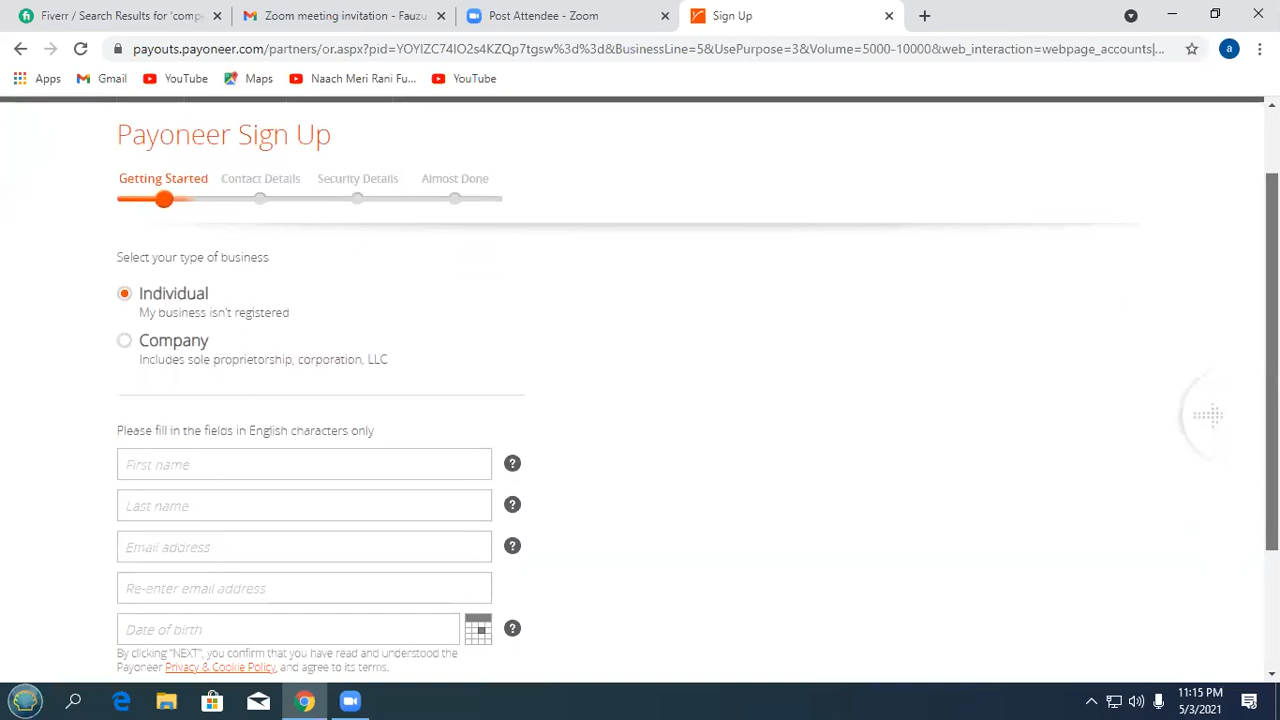 Fiverr / Search Results for 'comp
Zoom meeting invitation - Fauzu
Post Attendee - Zoom
Sign Up
payouts.payoneer.com/partners/or.aspx?pid=YOYIZC74IO2s4KZQp7tgsw%3d%3d&BusinessLine=5&UsePurpose=3&Volume=5000-10000&web_interaction=webpage_accounts|...
a
Apps
Gmail
YouTube
Maps
Naach Meri Rani Fu...
YouTube
Payoneer Sign Up
Getting Started
Contact Details
Security Details
Almost Done
Select your type of business
Individual
My business isn't registered
Company
Includes sole proprietorship, corporation, LLC
Please fill in the fields in English characters only
First name
Last name
Email address
Re-enter email address
Date of birth
By clicking "NEXT", you confirm that you have read and understood the
Payoneer Privacy & Cookie Policy, and agree to its terms.
11:15 PM
5/3/2021